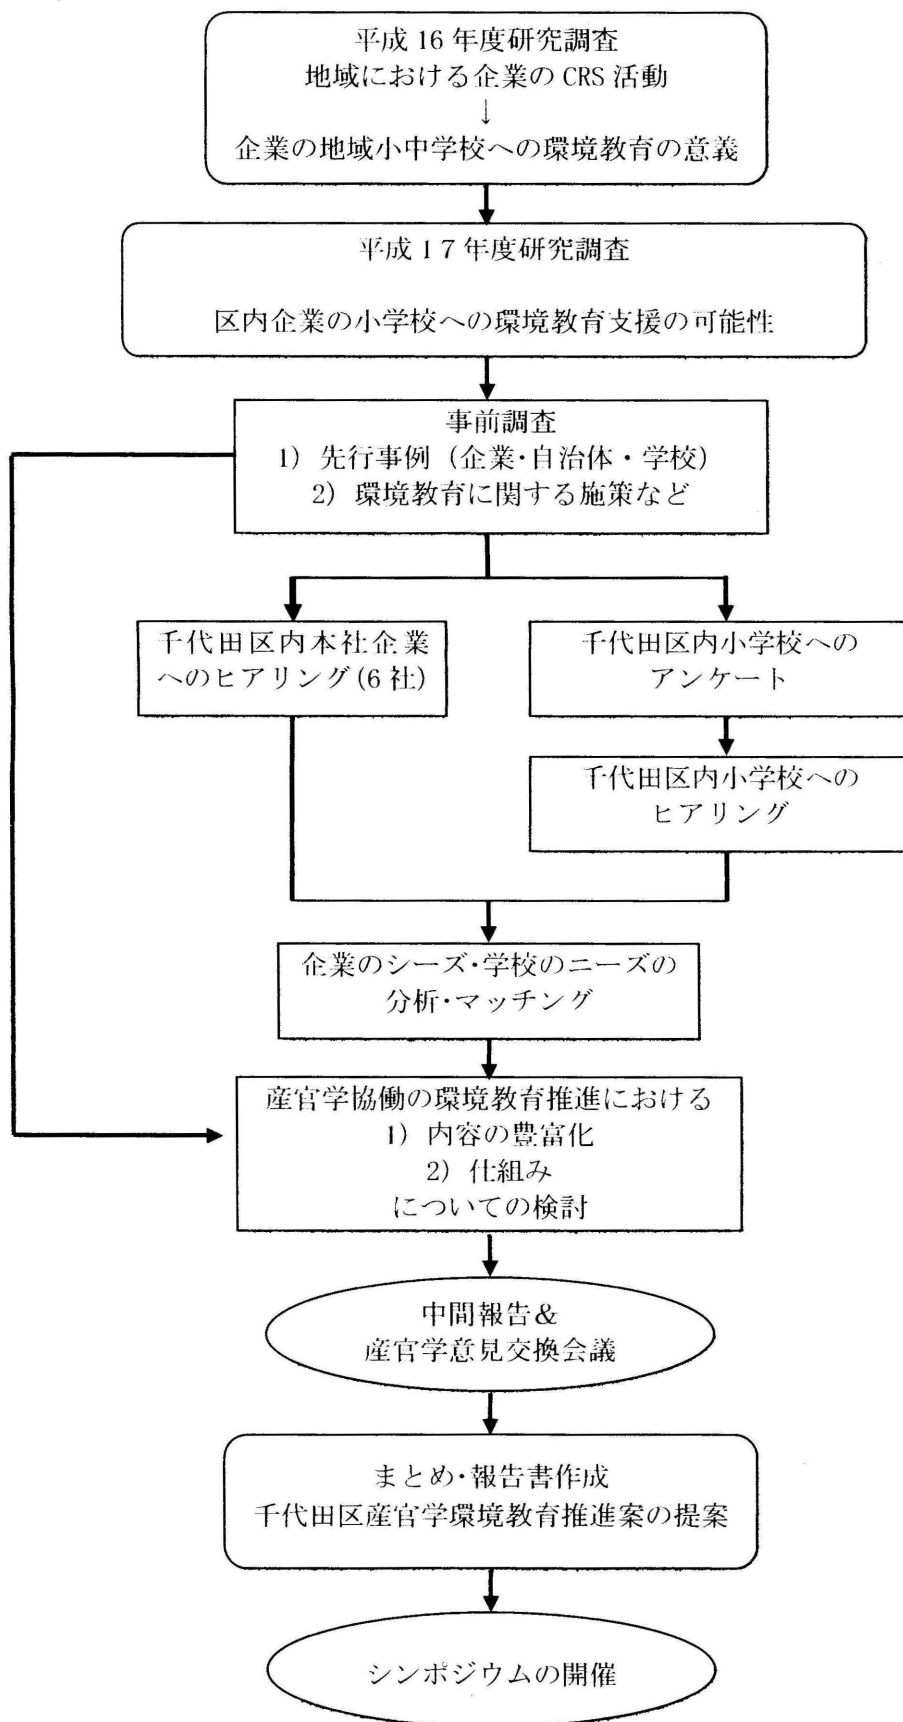 平成 16 年度研究調査
地域における企業の CRS 活動
↓
企業の地域小中学校への環境教育の意義
平成 1 7 年度研究調査
区内企業の小学校への環境教育支援の可能性
事前調査
1) 先行事例 (企業･自治体・学校)
2) 環境教育に関する施策など
千代田区内本社企業
へのヒアリング(6 社)
千代田区内小学校への
アンケート
千代田区内小学校への
ヒアリング
企業のシーズ･学校のニーズの
分析･マッチング
産官学協働の環境教育推進における
1) 内容の豊富化
2) 仕組み
についての検討
中間報告＆
産官学意見交換会議
まとめ･報告書作成
千代田区産官学環境教育推進案の提案
シンポジウムの開催